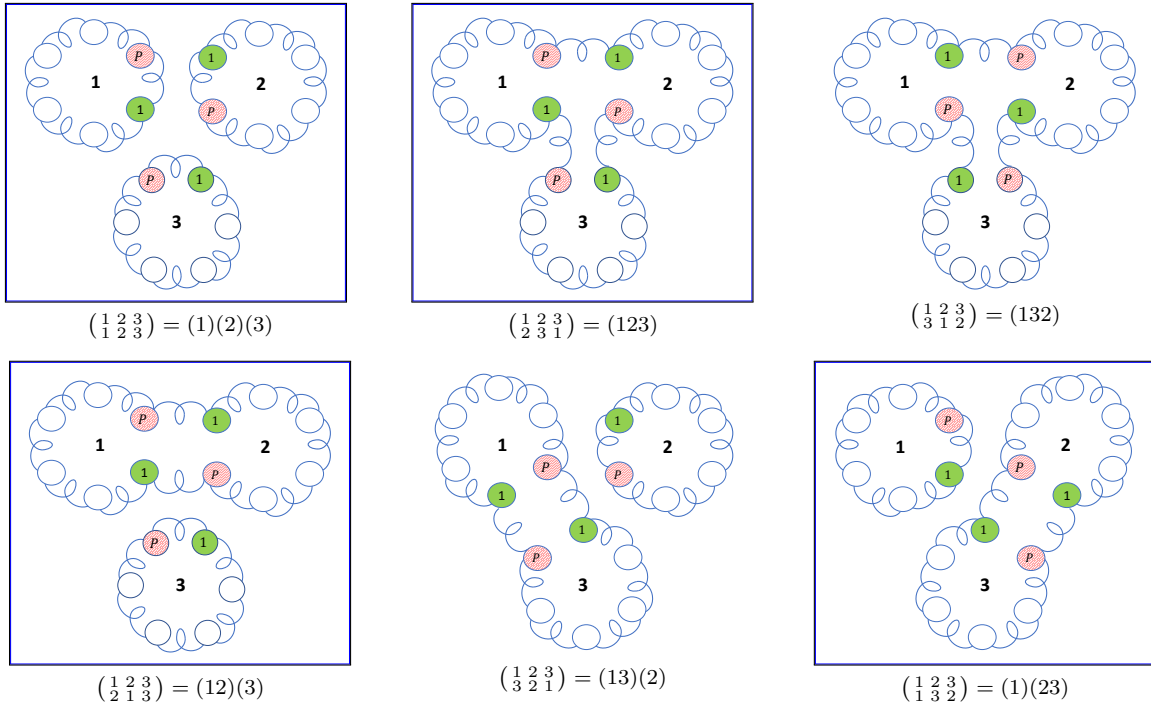 P 1 P 1 1 P
1 2 1 2 1 2
1 P 1 P P 1
P 1 P 1 1 P
3 3 3
(1 2 3 / 1 2 3) = (1)(2)(3)
(1 2 3 / 2 3 1) = (123)
(1 2 3 / 3 1 2) = (132)
P 1 1 P
1 2 1 2 1 2
1 P P P P 1
1 1 1
P 1 1 1
P P
3 3 3
(1 2 3 / 2 1 3) = (12)(3)
(1 2 3 / 3 2 1) = (13)(2)
(1 2 3 / 1 3 2) = (1)(23)